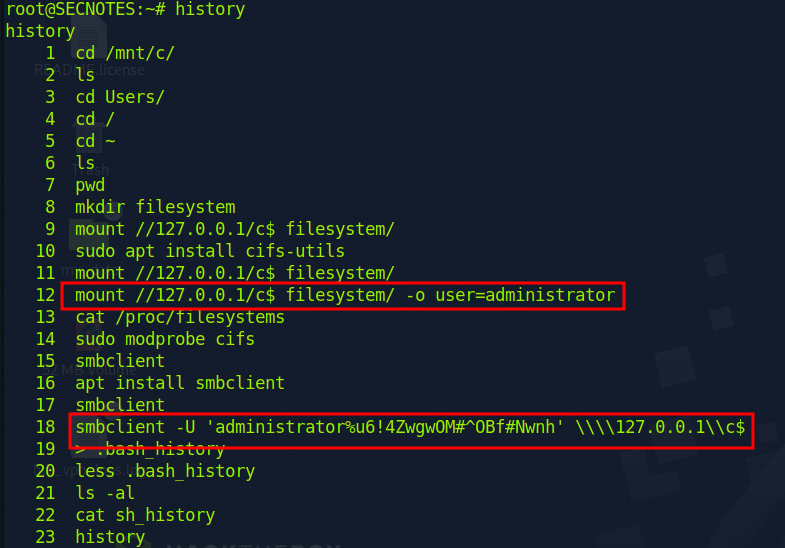 root@SECNOTES:~# history
history
    1  cd /mnt/c/
    2  ls
    3  cd Users/
    4  cd /
    5  cd ~
    6  ls
    7  pwd
    8  mkdir filesystem
    9  mount //127.0.0.1/c$ filesystem/
   10  sudo apt install cifs-utils
   11  mount //127.0.0.1/c$ filesystem/
   12  mount //127.0.0.1/c$ filesystem/ -o user=administrator
   13  cat /proc/filesystems
   14  sudo modprobe cifs
   15  smbclient
   16  apt install smbclient
   17  smbclient
   18  smbclient -U 'administrator%u6!4ZwgwOM#^OBf#Nwnh' \\\\127.0.0.1\\c$
   19  > .bash_history
   20  less .bash_history
   21  ls -al
   22  cat sh_history
   23  history